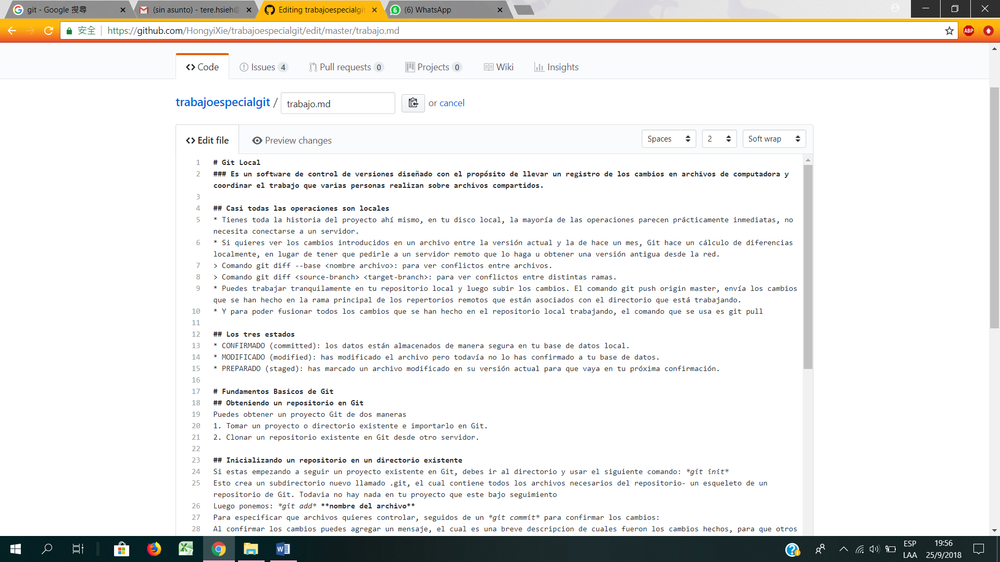 git - Google 搜尋
(sin asunto) - tere.hsieh@
Editing trabajoespecialgit
(6) WhatsApp
安全 https://github.com/HongyiXie/trabajoespecialgit/edit/master/trabajo.md
ABP
Code
Issues 4
Pull requests 0
Projects 0
Wiki
Insights
trabajoespecialgit / trabajo.md or cancel
Edit file
Preview changes
Spaces
2
Soft wrap
1 # Git Local
2 ### Es un software de control de versiones diseñado con el propósito de llevar un registro de los cambios en archivos de computadora y
coordinar el trabajo que varias personas realizan sobre archivos compartidos.
3
4 ## Casi todas las operaciones son locales
5 * Tienes toda la historia del proyecto ahí mismo, en tu disco local, la mayoría de las operaciones parecen prácticamente inmediatas, no
necesita conectarse a un servidor.
6 * Si quieres ver los cambios introducidos en un archivo entre la versión actual y la de hace un mes, Git hace un cálculo de diferencias
localmente, en lugar de tener que pedirle a un servidor remoto que lo haga u obtener una versión antigua desde la red.
7 > Comando git diff --base <nombre archivo>: para ver conflictos entre archivos.
8 > Comando git diff <source-branch> <target-branch>: para ver conflictos entre distintas ramas.
9 * Puedes trabajar tranquilamente en tu repositorio local y luego subir los cambios. El comando git push origin master, envía los cambios
que se han hecho en la rama principal de los repertorios remotos que están asociados con el directorio que está trabajando.
10 * Y para poder fusionar todos los cambios que se han hecho en el repositorio local trabajando, el comando que se usa es git pull
11
12 ## Los tres estados
13 * CONFIRMADO (committed): los datos están almacenados de manera segura en tu base de datos local.
14 * MODIFICADO (modified): has modificado el archivo pero todavía no lo has confirmado a tu base de datos.
15 * PREPARADO (staged): has marcado un archivo modificado en su versión actual para que vaya en tu próxima confirmación.
16
17 # Fundamentos Basicos de Git
18 ## Obteniendo un repositorio en Git
19 Puedes obtener un proyecto Git de dos maneras
20 1. Tomar un proyecto o directorio existente e importarlo en Git.
21 2. Clonar un repositorio existente en Git desde otro servidor.
22
23 ## Inicializando un repositorio en un directorio existente
24 Si estas empezando a seguir un proyecto existente en Git, debes ir al directorio y usar el siguiente comando: *git init*
25 Esto crea un subdirectorio nuevo llamado .git, el cual contiene todos los archivos necesarios del repositorio- un esqueleto de un
repositorio de Git. Todavia no hay nada en tu proyecto que este bajo seguimiento
26 Luego ponemos: *git add* **nombre del archivo**
27 Para especificar que archivos quieres controlar, seguidos de un *git commit* para confirmar los cambios:
28 Al confirmar los cambios puedes agregar un mensaje, el cual es una breve descripcion de cuales fueron los cambios hechos, para que otros
ESP
LAA
19:56
25/9/2018